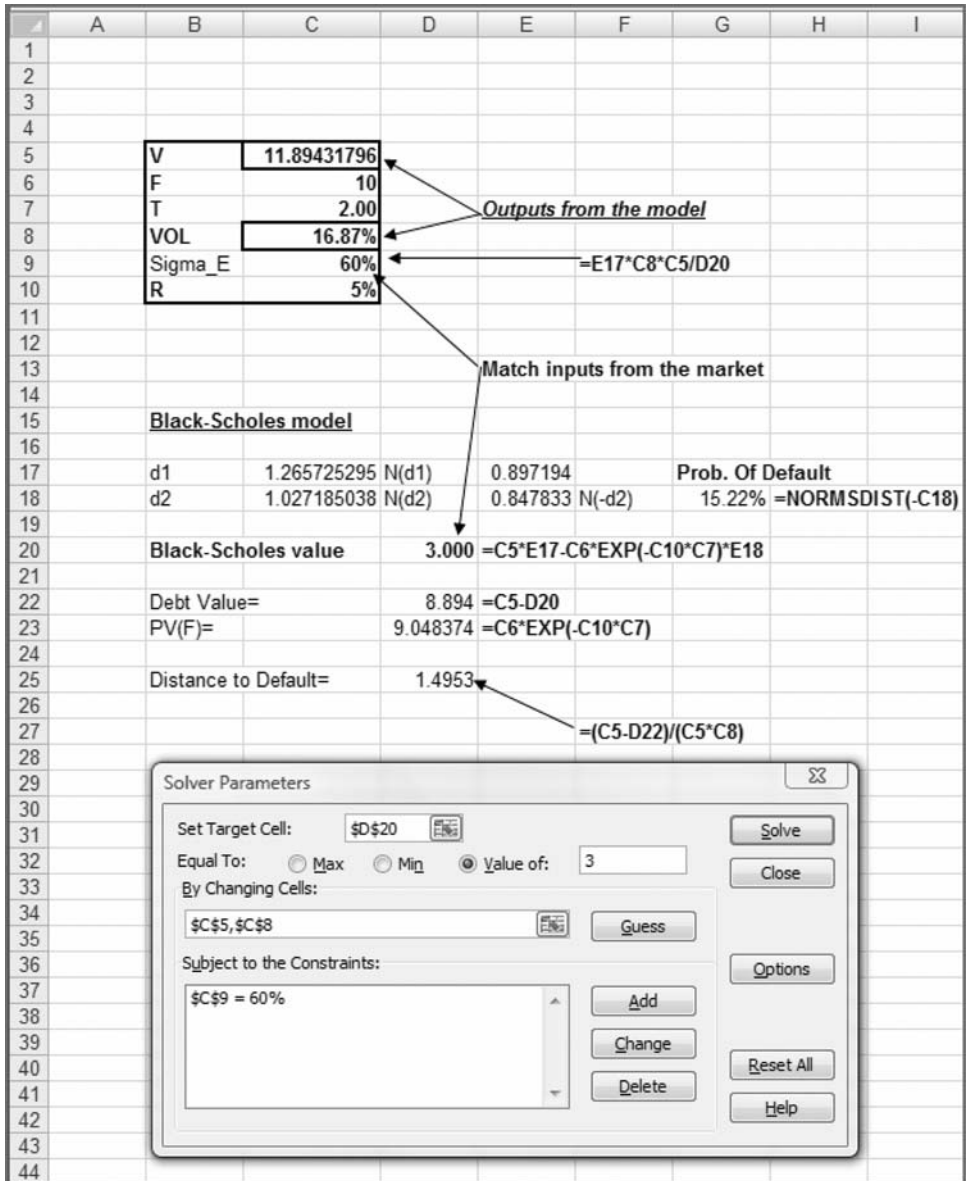 A B C D E F G H I
1
2
3
4
5 V 11.89431796
6 F 10
7 T 2.00 Outputs from the model
8 VOL 16.87%
9 Sigma_E 60% =E17*C8*C5/D20
10 R 5%
11
12
13 Match inputs from the market
14
15 Black-Scholes model
16
17 d1 1.265725295 N(d1) 0.897194 Prob. Of Default
18 d2 1.027185038 N(d2) 0.847833 N(-d2) 15.22% =NORMSDIST(-C18)
19
20 Black-Scholes value 3.000 =C5*E17-C6*EXP(-C10*C7)*E18
21
22 Debt Value= 8.894 =C5-D20
23 PV(F)= 9.048374 =C6*EXP(-C10*C7)
24
25 Distance to Default= 1.4953
26
27 =(C5-D22)/(C5*C8)
28
29 Solver Parameters
30
31 Set Target Cell: $D$20 Solve
32 Equal To: Max Min Value of: 3 Close
33 By Changing Cells:
34 $C$5,$C$8 Guess
35
36 Subject to the Constraints: Options
37 $C$9 = 60%
38 Add
39 Change
40 Reset All
41 Delete
42 Help
43
44